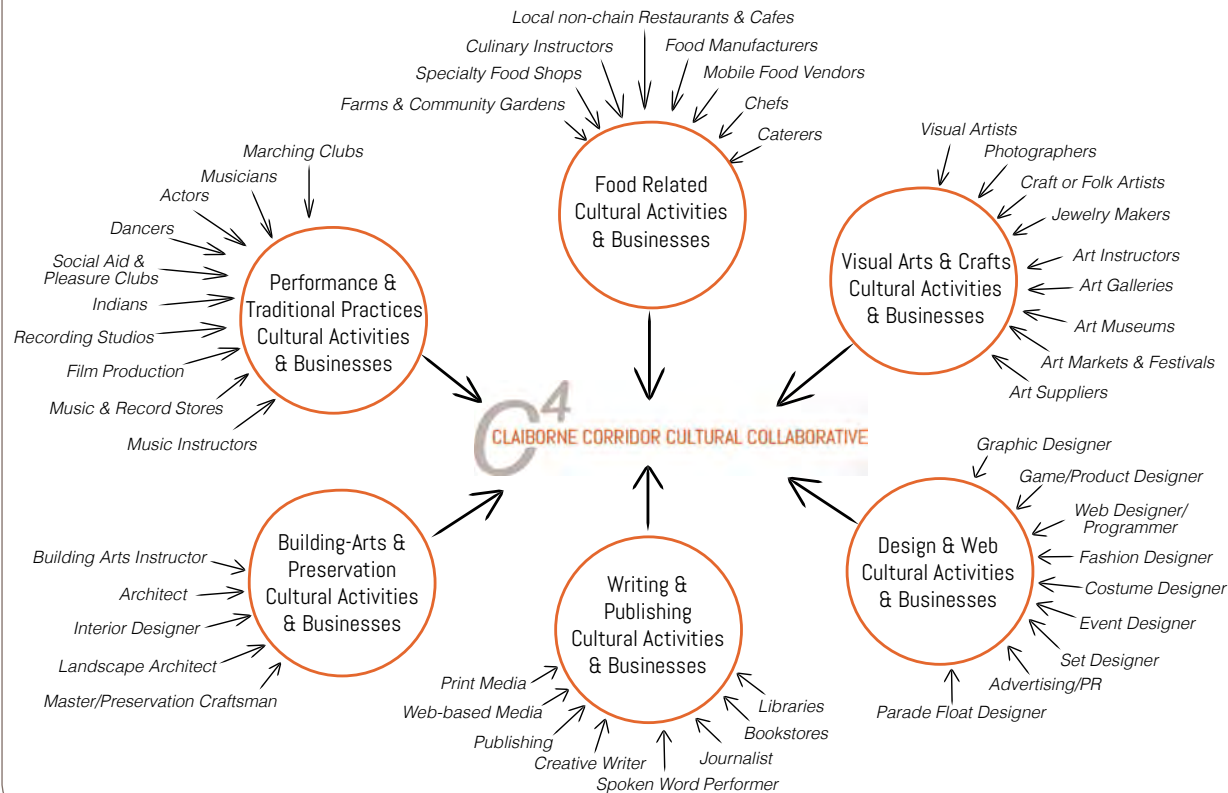 Local non-chain Restaurants & Cafes
Culinary Instructors
Food Manufacturers
Specialty Food Shops
Mobile Food Vendors
Farms & Community Gardens
Chefs
Caterers
Food Related
Cultural Activities
& Businesses
Marching Clubs
Musicians
Actors
Dancers
Social Aid &
Pleasure Clubs
Indians
Recording Studios
Film Production
Music & Record Stores
Music Instructors
Performance &
Traditional Practices
Cultural Activities
& Businesses
Visual Artists
Photographers
Craft or Folk Artists
Jewelry Makers
Art Instructors
Art Galleries
Art Museums
Art Markets & Festivals
Art Suppliers
Visual Arts & Crafts
Cultural Activities
& Businesses
C4
CLAIBORNE CORRIDOR CULTURAL COLLABORATIVE
Building Arts Instructor
Architect
Interior Designer
Landscape Architect
Master/Preservation Craftsman
Building-Arts &
Preservation
Cultural Activities
& Businesses
Writing &
Publishing
Cultural Activities
& Businesses
Print Media
Web-based Media
Publishing
Creative Writer
Spoken Word Performer
Journalist
Bookstores
Libraries
Graphic Designer
Game/Product Designer
Web Designer/
Programmer
Fashion Designer
Costume Designer
Event Designer
Set Designer
Advertising/PR
Parade Float Designer
Design & Web
Cultural Activities
& Businesses